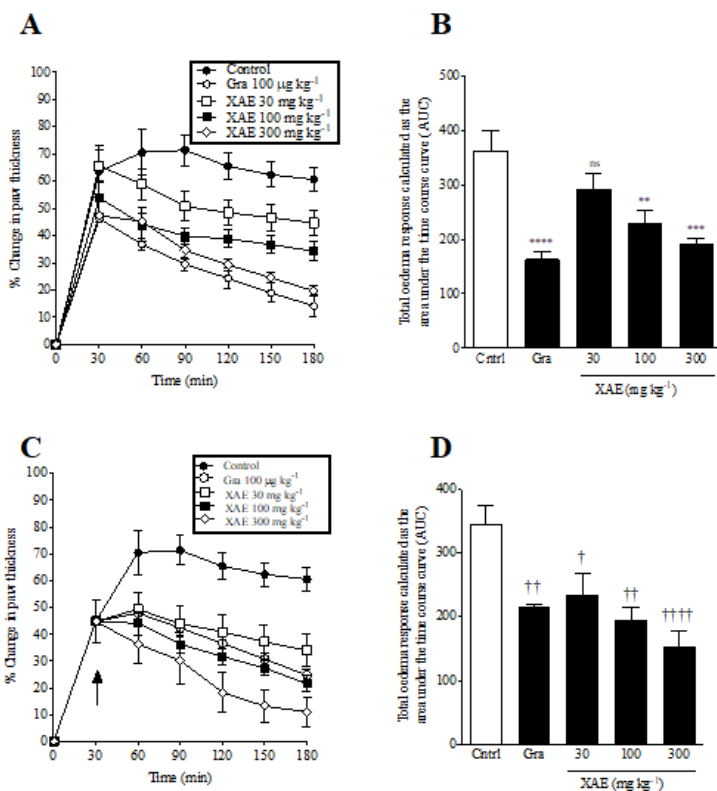 A
Control
Gra 100 µg kg-1
XAE 30 mg kg-1
XAE 100 mg kg-1
XAE 300 mg kg-1
% Change in paw thickness
100
90
80
70
60
50
40
30
20
10
0
0 30 60 90 120 150 180
Time (min)
B
Total oedema response calculated as the
area under the time course curve (AUC)
500
400
300
200
100
0
****
ns
**
***
Cntrl Gra 30 100 300
XAE (mg kg-1)
C
Control
Gra 100 µg kg-1
XAE 30 mg kg-1
XAE 100 mg kg-1
XAE 300 mg kg-1
% Change in paw thickness
100
90
80
70
60
50
40
30
20
10
0
0 30 60 90 120 150 180
Time (min)
D
Total oedema response calculated as the
area under the time course curve (AUC)
400
300
200
100
0
††
†
††
††††
Cntrl Gra 30 100 300
XAE (mg kg-1)